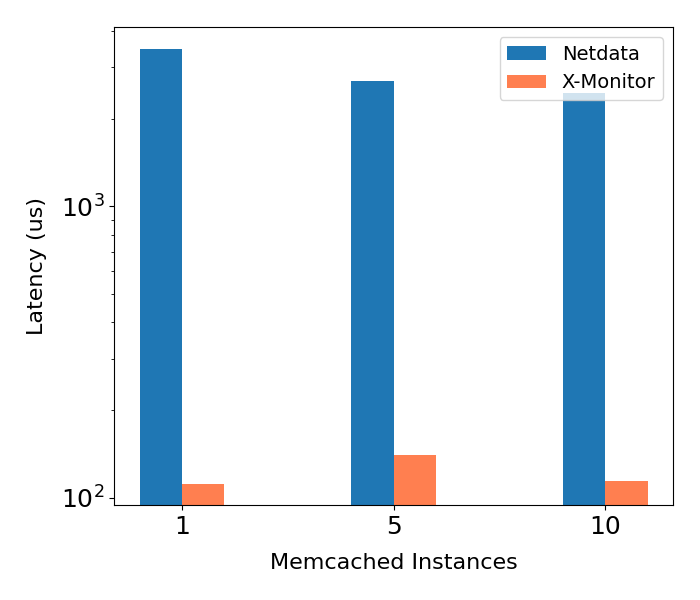 Netdata
X-Monitor
10³
10²
Latency (us)
1 5 10
Memcached Instances